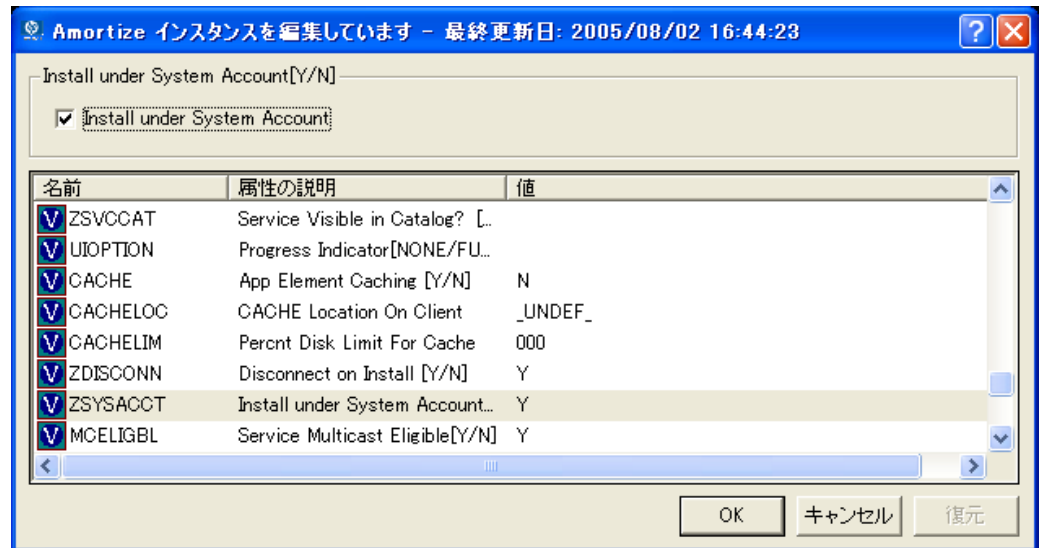 Amortize インスタンスを編集しています - 最終更新日: 2005/08/02 16:44:23
Install under System Account[Y/N]
Install under System Account
名前 属性の説明 値
ZSVCCAT Service Visible in Catalog? [...
UIOPTION Progress Indicator[NONE/FU...
CACHE App Element Caching [Y/N] N
CACHELOC CACHE Location On Client _UNDEF_
CACHELIM Percnt Disk Limit For Cache 000
ZDISCONN Disconnect on Install [Y/N] Y
ZSYSACCT Install under System Account... Y
MCELIGBL Service Multicast Eligible[Y/N] Y
OK キャンセル 復元